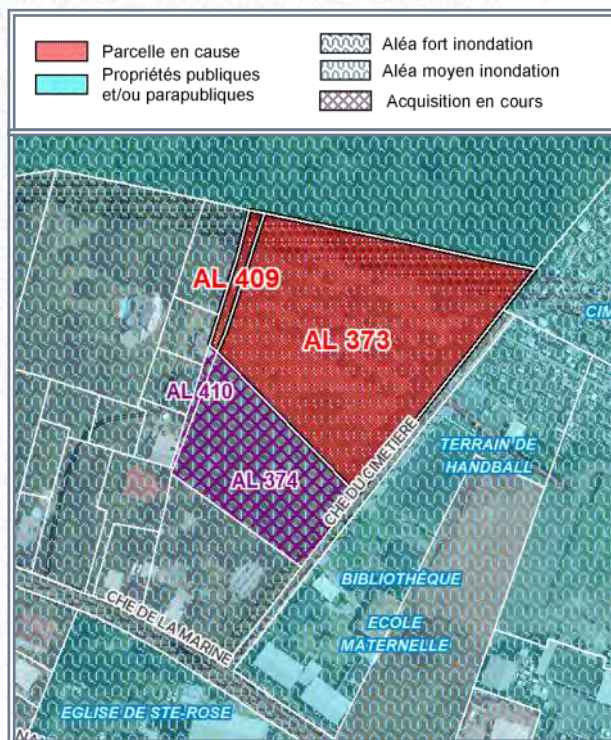 Parcelle en cause
Propriétés publiques
et/ou parapubliques
Aléa fort inondation
Aléa moyen inondation
Acquisition en cours
AL 409
AL 373
CIM
AL 410
AL 374
CHE DU CIMETIERE
TERRAIN DE
HANDBALL
BIBLIOTHÈQUE
ECOLE
MATERNELLE
CHE DE LA MARINE
EGLISE DE STE-ROSE